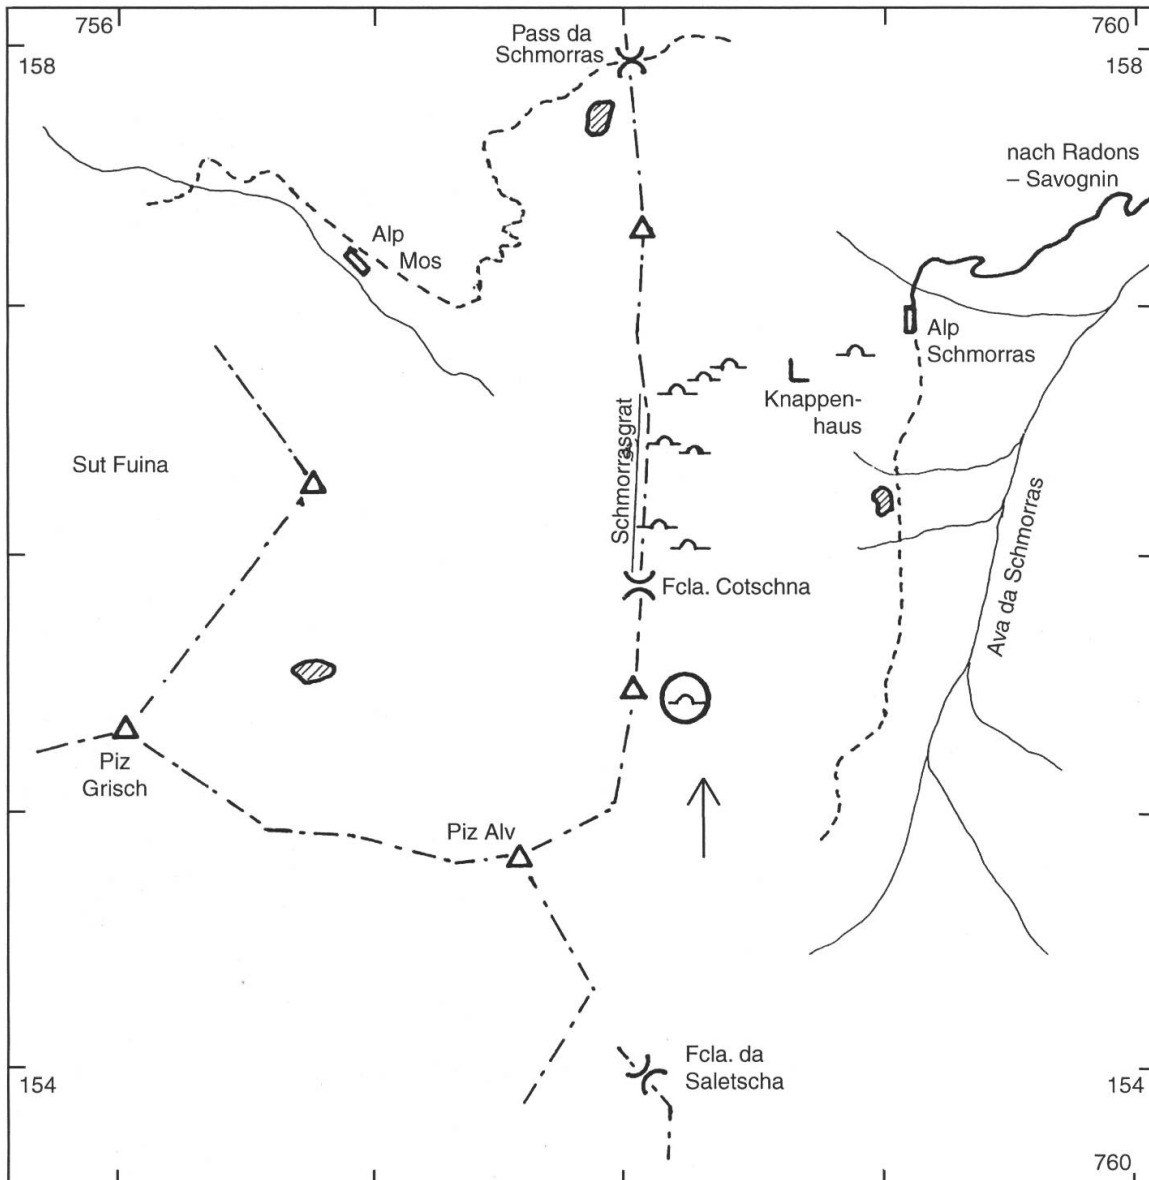 756
760
158
158
Pass da
Schmorras
nach Radons
– Savognin
Alp
Mos
Alp
Schmorras
Knappen-
haus
Sut Fuina
Schmorrasgrat
Ava da Schmorras
Fcla. Cotschna
Piz
Grisch
Piz Alv
Fcla. da
Saletscha
154
154
760